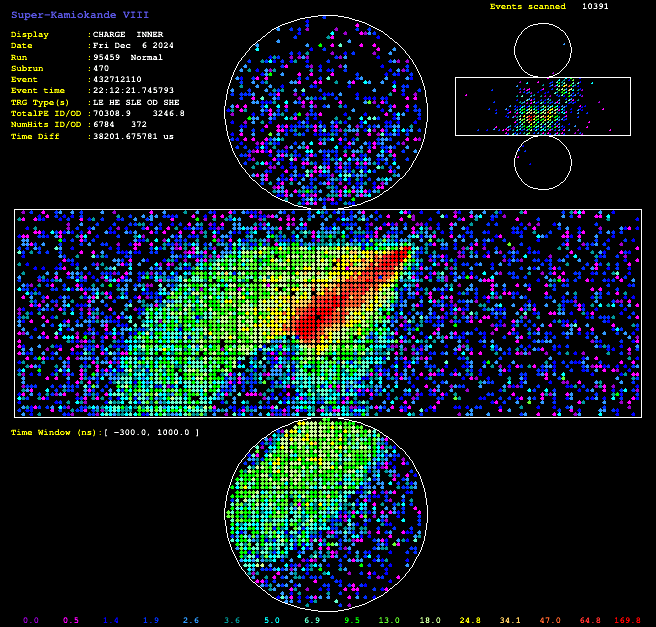 Super-Kamiokande VIII
Events scanned 10391
Display :CHARGE INNER
Date :Fri Dec 6 2024
Run :95459 Normal
Subrun :470
Event :432712110
Event time :22:12:21.745793
TRG Type(s) :LE HE SLE OD SHE
TotalPE ID/OD :70308.9 3246.8
NumHits ID/OD :6784 372
Time Diff :38201.675781 us
Time Window (ns):[ −300.0, 1000.0 ]
0.0 0.5 1.4 1.9 2.6 3.6 5.0 6.9 9.5 13.0 18.0 24.8 34.1 47.0 64.8 169.8